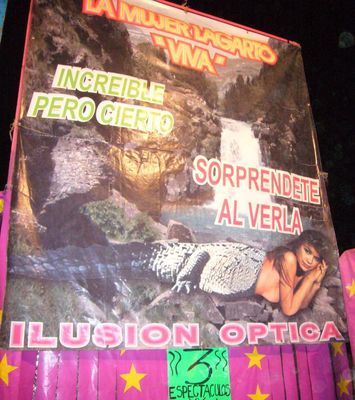 LA MUJER LAGARTO
"VIVA"
INCREIBLE
PERO CIERTO
SORPRENDETE
AL VERLA
ILUSION OPTICA
¡¡ 3 !!
ESPECTACULOS